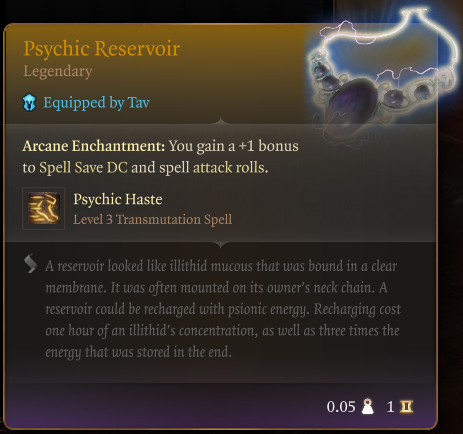 Psychic Reservoir
Legendary
Equipped by Tav
Arcane Enchantment: You gain a +1 bonus
to Spell Save DC and spell attack rolls.
Psychic Haste
Level 3 Transmutation Spell
A reservoir looked like illithid mucous that was bound in a clear
membrane. It was often mounted on its owner's neck chain. A
reservoir could be recharged with psionic energy. Recharging cost
one hour of an illithid's concentration, as well as three times the
energy that was stored in the end.
0.05 1